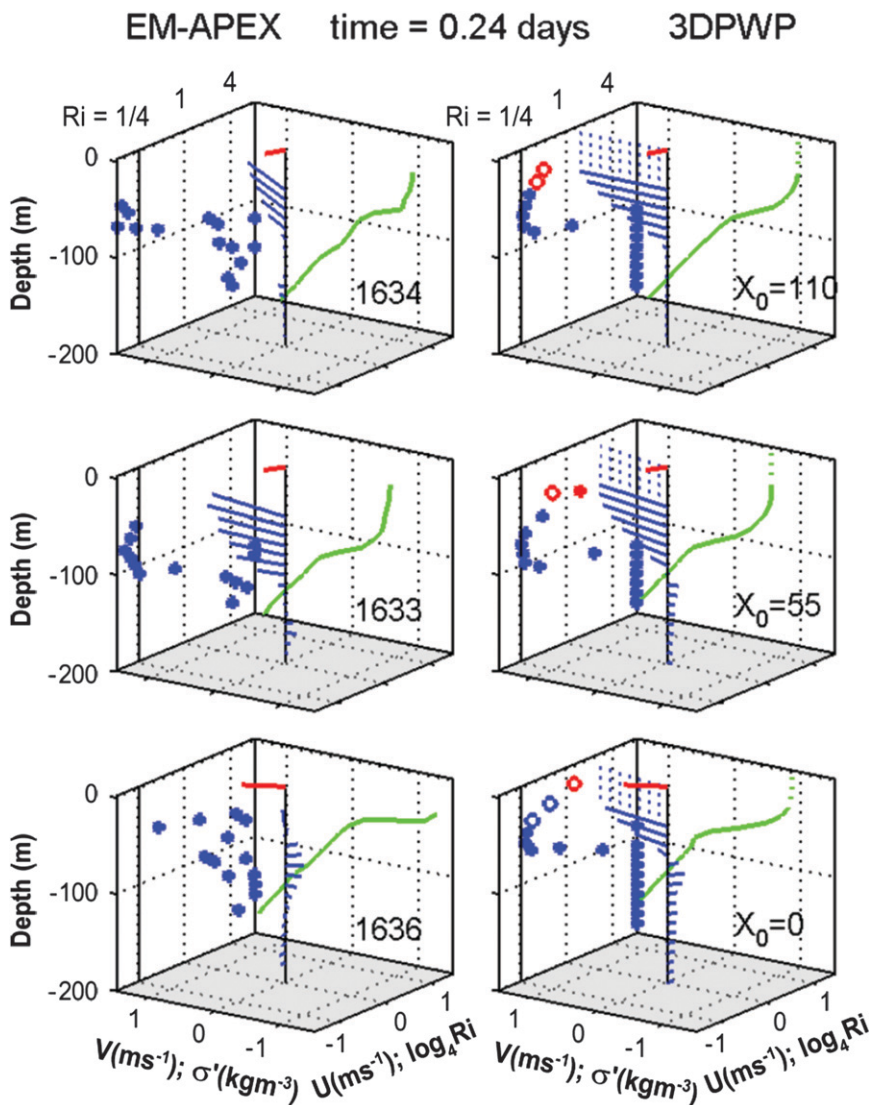 EM-APEX time = 0.24 days 3DPWP
Ri = 1/4 1 4
Ri = 1/4 1 4
Depth (m)
0
-100
-200
1634
X₀=110
Depth (m)
0
-100
-200
1633
X₀=55
Depth (m)
0
-100
-200
1636
X₀=0
1 0 -1 -1 0 1
1 0 -1 -1 0 1
V(ms⁻¹); σ'(kgm⁻³) U(ms⁻¹); log₄Ri
V(ms⁻¹); σ'(kgm⁻³) U(ms⁻¹); log₄Ri